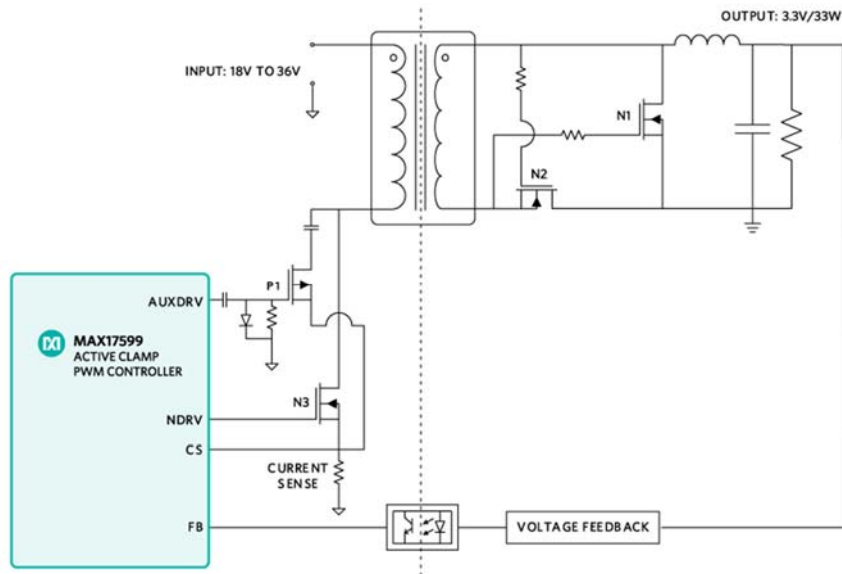 OUTPUT: 3.3V/33W
INPUT: 18V TO 36V
N1
N2
P1
AUXDRV
MAX17599
ACTIVE CLAMP
PWM CONTROLLER
N3
NDRV
CS
CURRENT
SENSE
FB
VOLTAGE FEEDBACK